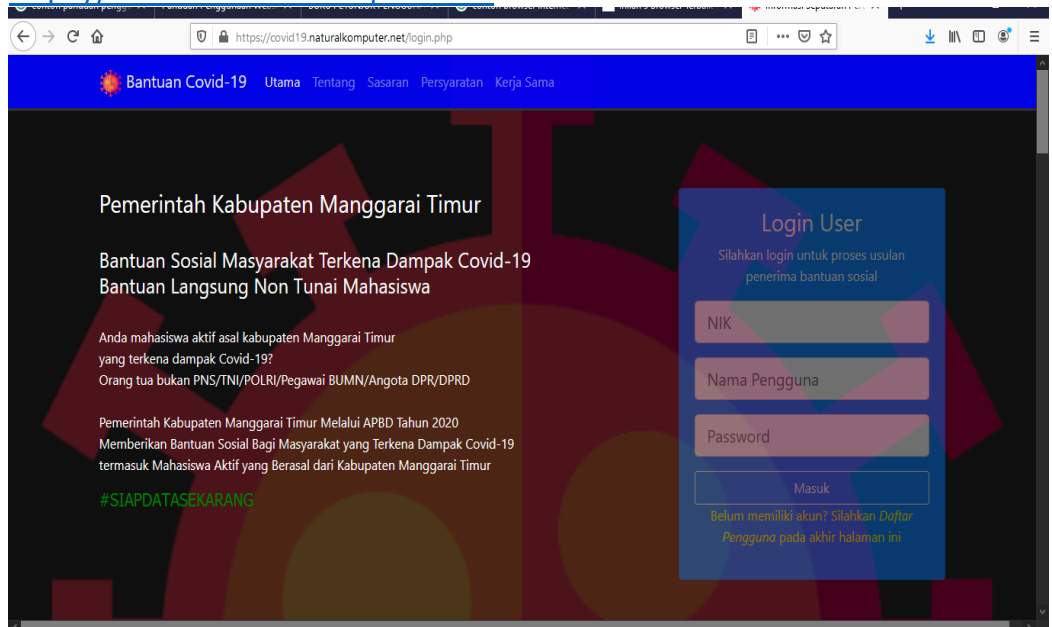 https://covid19.naturalkomputer.net/login.php
Bantuan Covid-19 Utama Tentang Sasaran Persyaratan Kerja Sama
Pemerintah Kabupaten Manggarai Timur
Bantuan Sosial Masyarakat Terkena Dampak Covid-19
Bantuan Langsung Non Tunai Mahasiswa
Anda mahasiswa aktif asal kabupaten Manggarai Timur
yang terkena dampak Covid-19?
Orang tua bukan PNS/TNI/POLRI/Pegawai BUMN/Angota DPR/DPRD
Pemerintah Kabupaten Manggarai Timur Melalui APBD Tahun 2020
Memberikan Bantuan Sosial Bagi Masyarakat yang Terkena Dampak Covid-19
termasuk Mahasiswa Aktif yang Berasal dari Kabupaten Manggarai Timur
#SIAPDATASEKARANG
Login User
Silahkan login untuk proses usulan
penerima bantuan sosial
NIK
Nama Pengguna
Password
Masuk
Belum memiliki akun? Silahkan Daftar
Pengguna pada akhir halaman ini